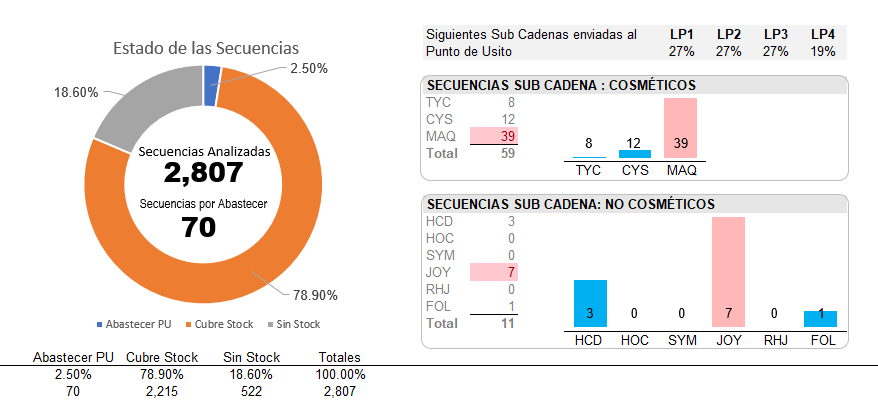 Estado de las Secuencias
2.50%
18.60%
Secuencias Analizadas
2,807
Secuencias por Abastecer
70
78.90%
Abastecer PU Cubre Stock Sin Stock
Abastecer PU Cubre Stock Sin Stock Totales
2.50% 78.90% 18.60% 100.00%
70 2,215 522 2,807
Siguientes Sub Cadenas enviadas al LP1 LP2 LP3 LP4
Punto de Usito 27% 27% 27% 19%
SECUENCIAS SUB CADENA : COSMÉTICOS
TYC 8
CYS 12
MAQ 39
Total 59
8 12 39
TYC CYS MAQ
SECUENCIAS SUB CADENA: NO COSMÉTICOS
HCD 3
HOC 0
SYM 0
JOY 7
RHJ 0
FOL 1
Total 11
3 0 0 7 0 1
HCD HOC SYM JOY RHJ FOL